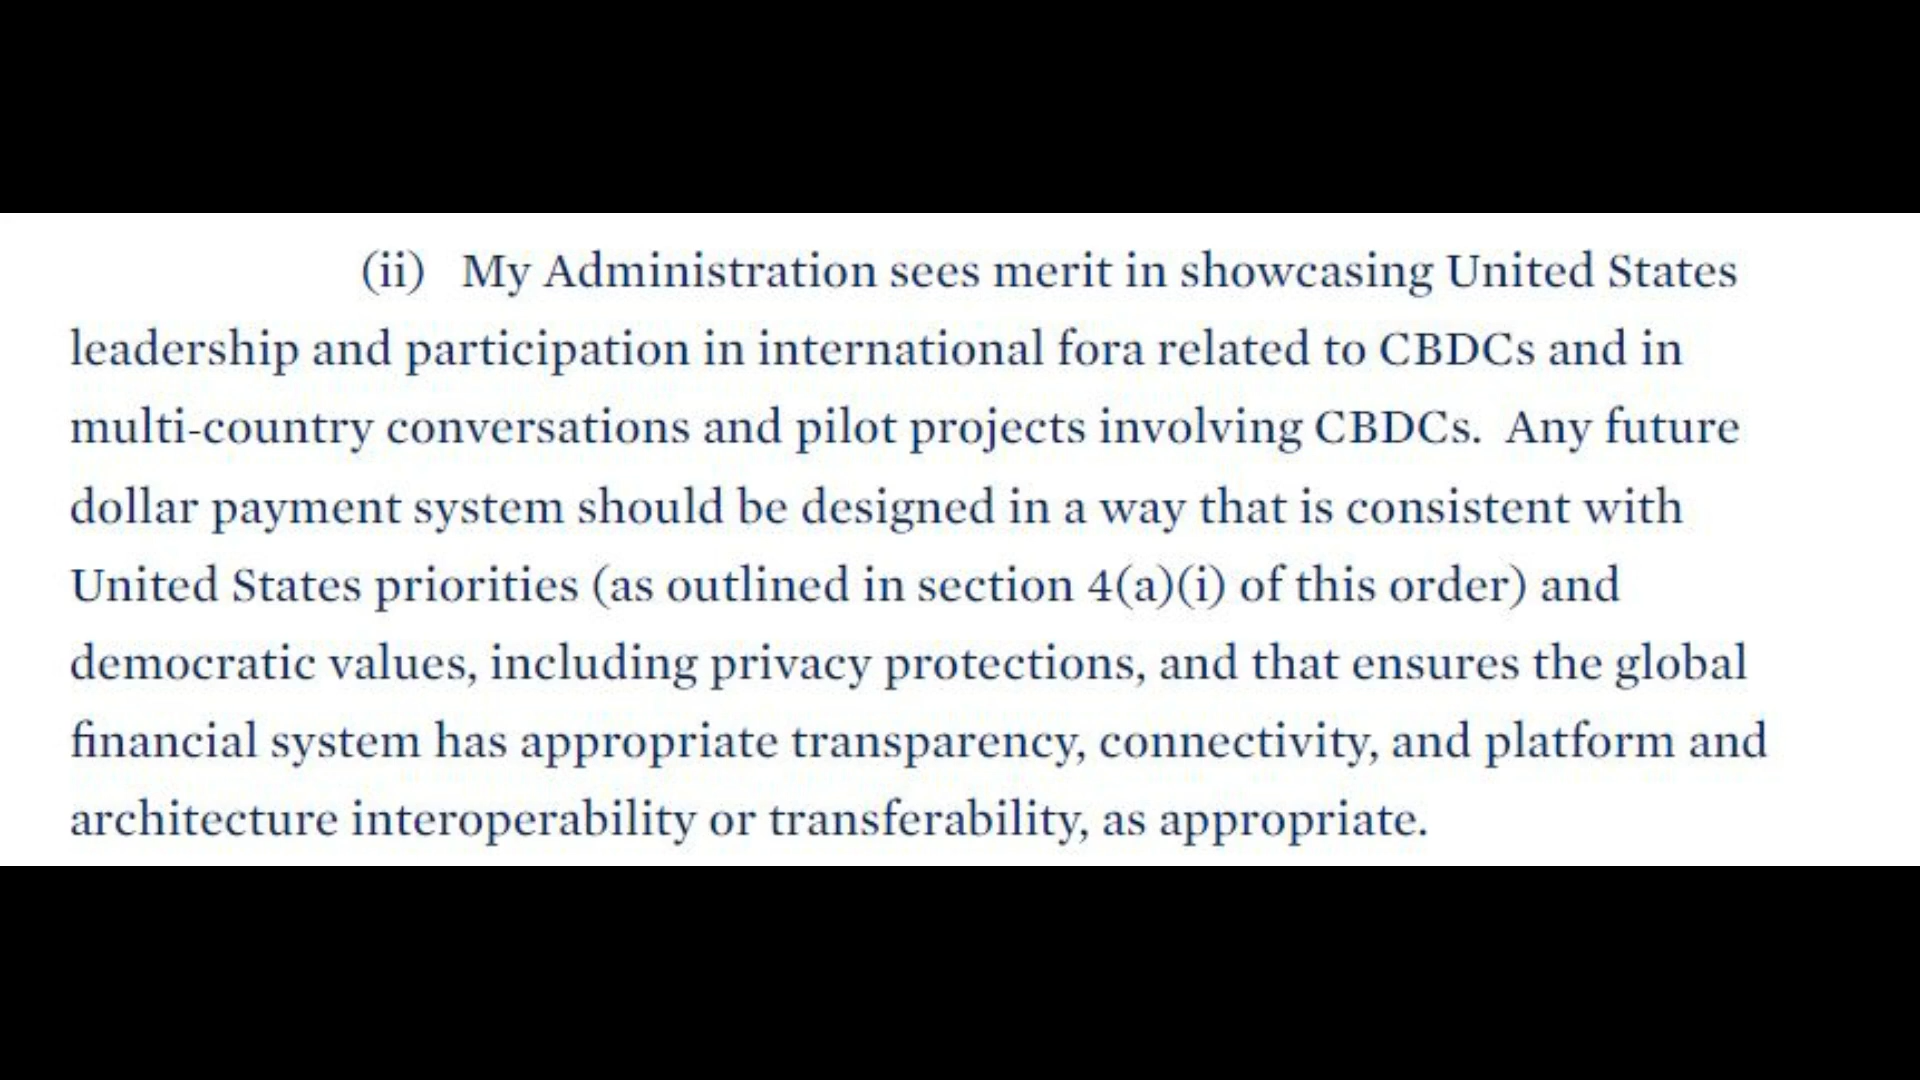 (ii)   My Administration sees merit in showcasing United States
leadership and participation in international fora related to CBDCs and in
multi-country conversations and pilot projects involving CBDCs.  Any future
dollar payment system should be designed in a way that is consistent with
United States priorities (as outlined in section 4(a)(i) of this order) and
democratic values, including privacy protections, and that ensures the global
financial system has appropriate transparency, connectivity, and platform and
architecture interoperability or transferability, as appropriate.